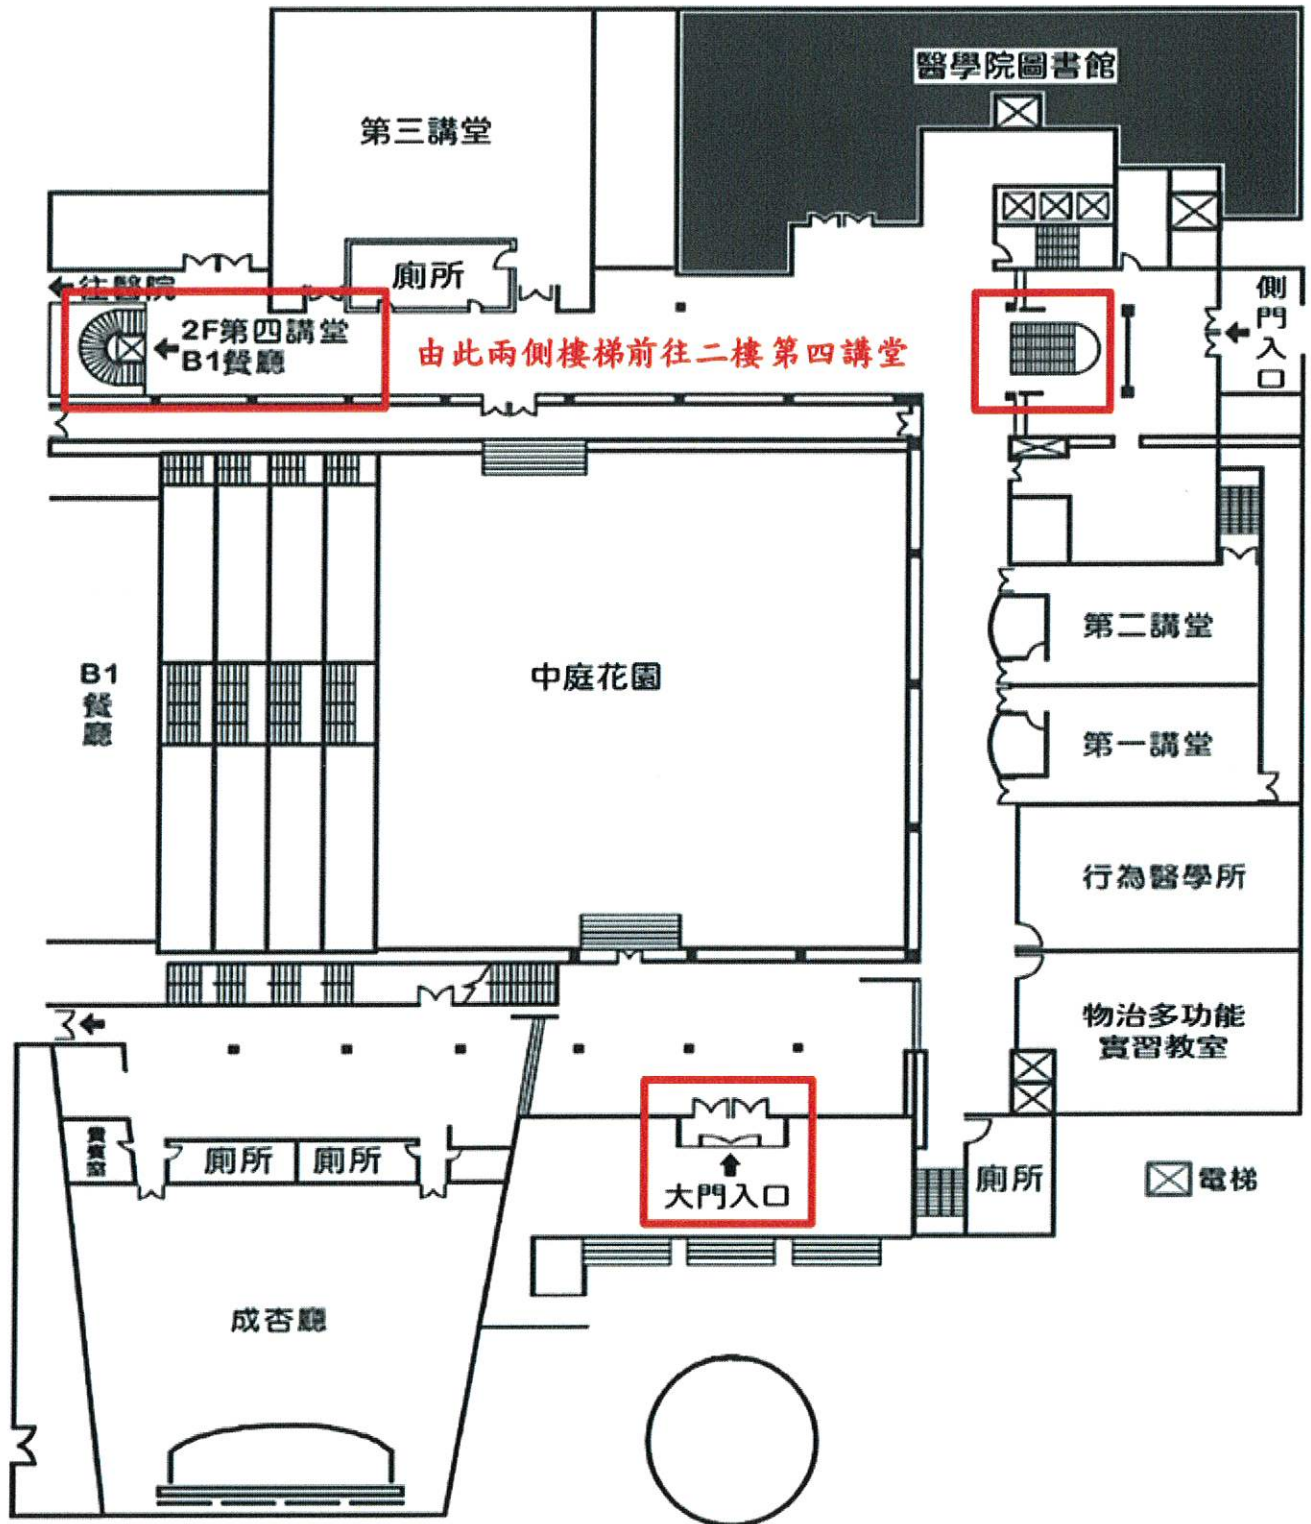 醫學院圖書館
第三講堂
廁所
←往醫院
側門入口
←2F第四講堂
B1餐廳
由此兩側樓梯前往二樓第四講堂
第二講堂
B1
餐廳
中庭花園
第一講堂
行為醫學所
物治多功能
實習教室
貴賓室
廁所
廁所
大門入口
廁所
電梯
成杏廳